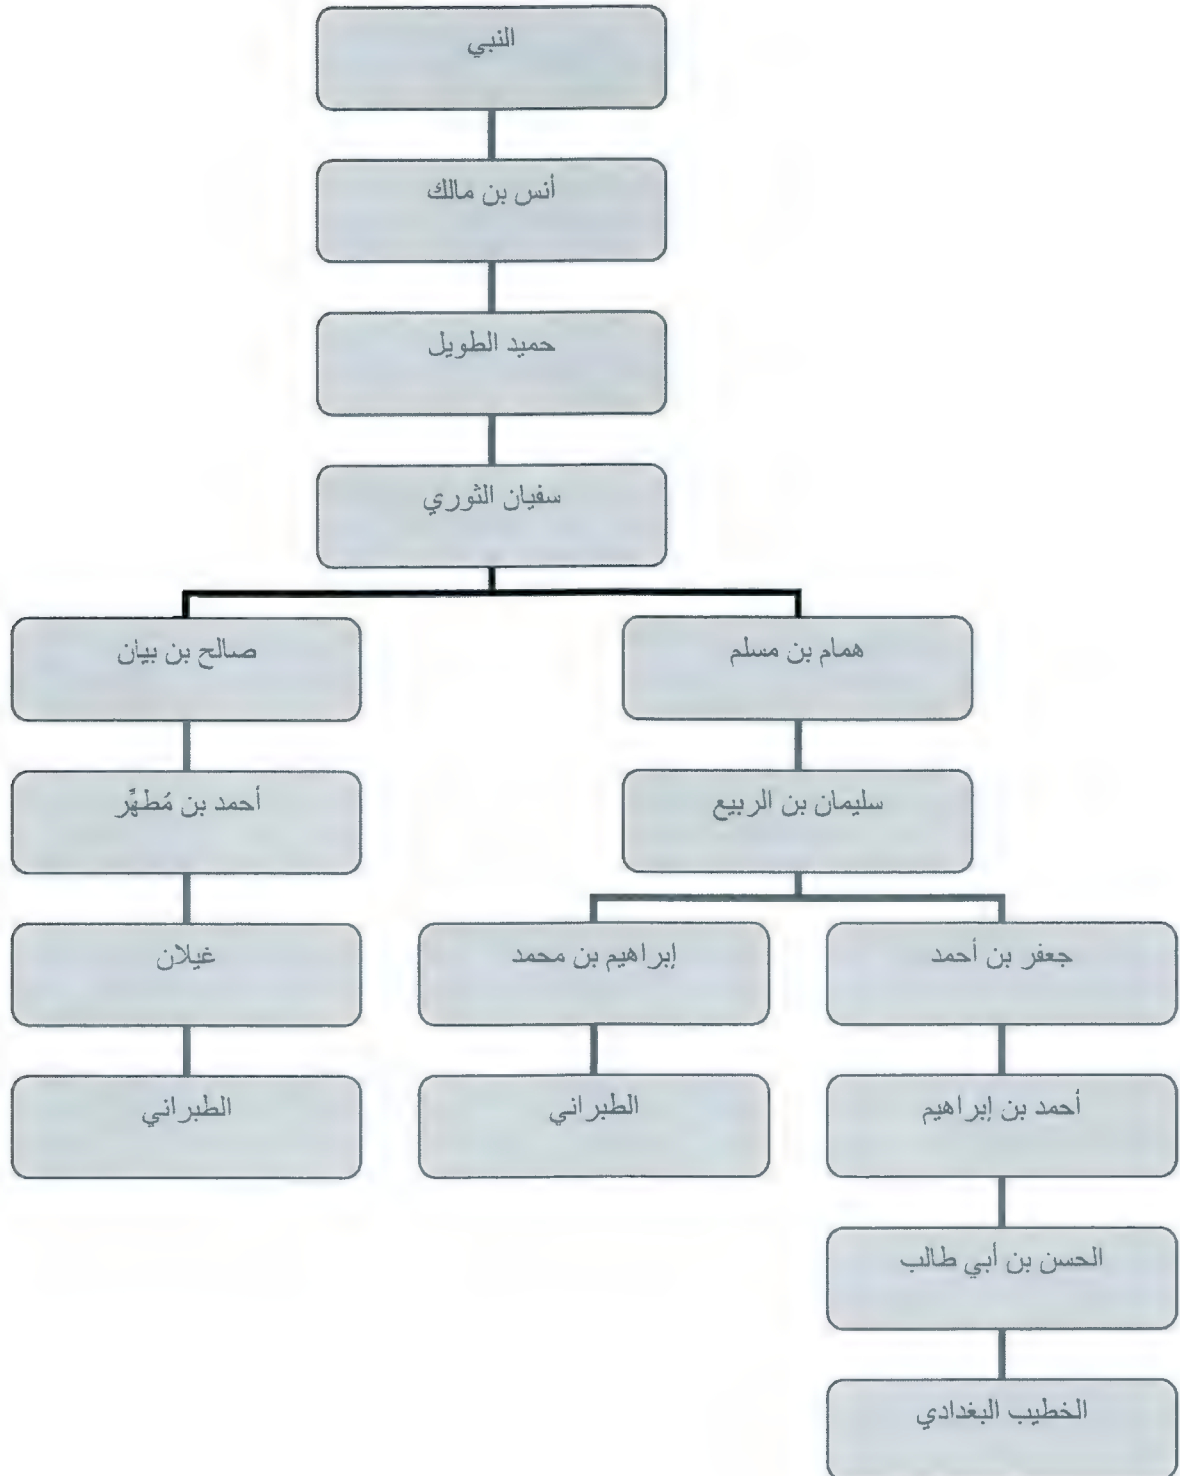 النبي
أنس بن مالك
حميد الطويل
سفيان الثوري
همام بن مسلم
صالح بن بيان
سليمان بن الربيع
أحمد بن مُطهَّر
جعفر بن أحمد
إبراهيم بن محمد
غيلان
أحمد بن إبراهيم
الطبراني
الطبراني
الحسن بن أبي طالب
الخطيب البغدادي